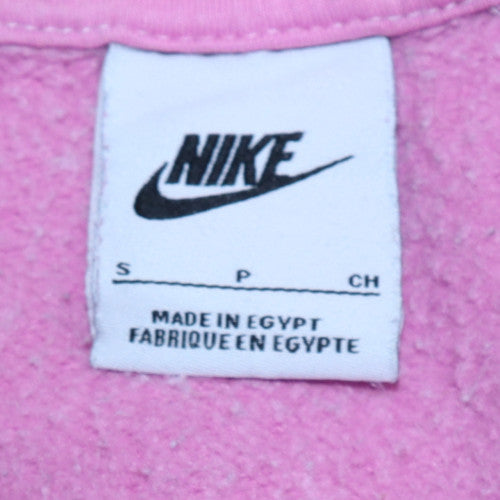 NIKE
S P CH
MADE IN EGYPT
FABRIQUE EN EGYPTE